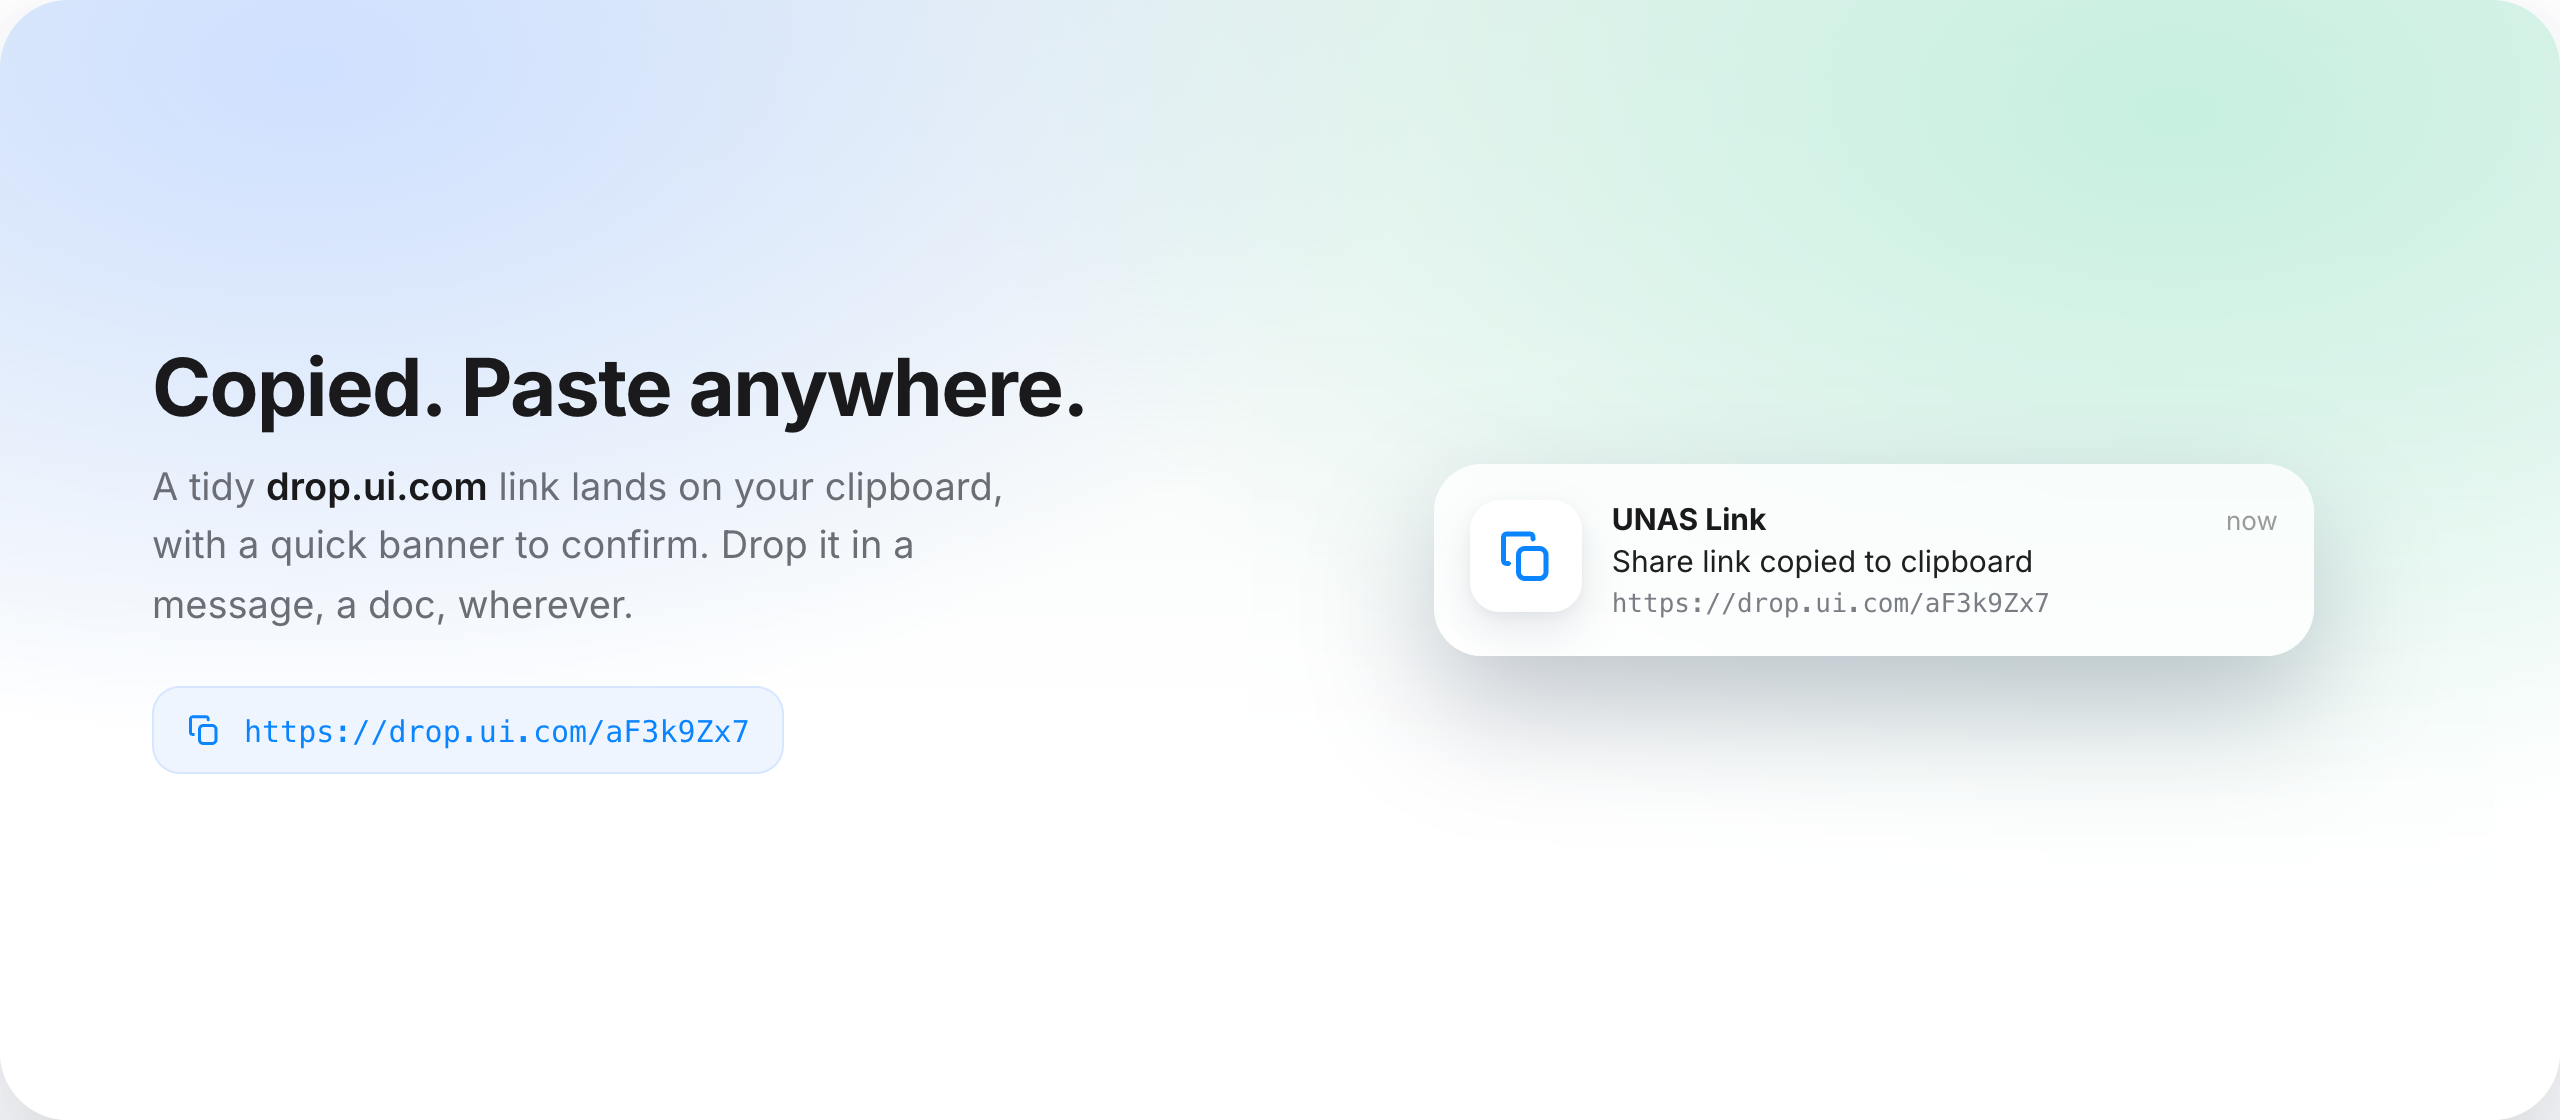 Copied. Paste anywhere.
A tidy drop.ui.com link lands on your clipboard,
with a quick banner to confirm. Drop it in a
message, a doc, wherever.
https://drop.ui.com/aF3k9Zx7
UNAS Link
now
Share link copied to clipboard
https://drop.ui.com/aF3k9Zx7